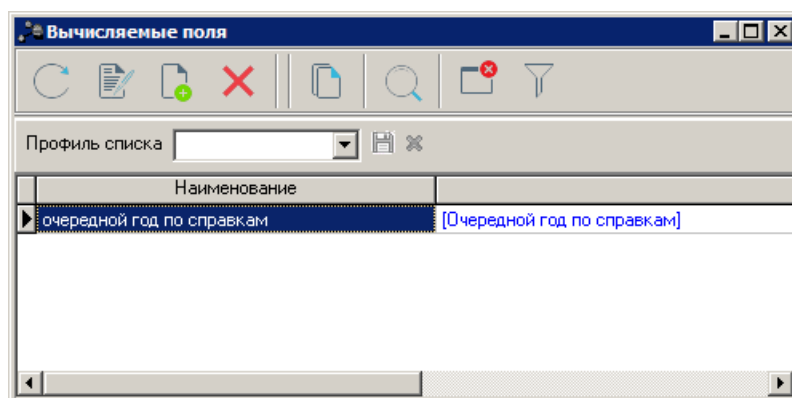 Вычисляемые поля
Профиль списка
Наименование
очередной год по справкам [Очередной год по справкам]